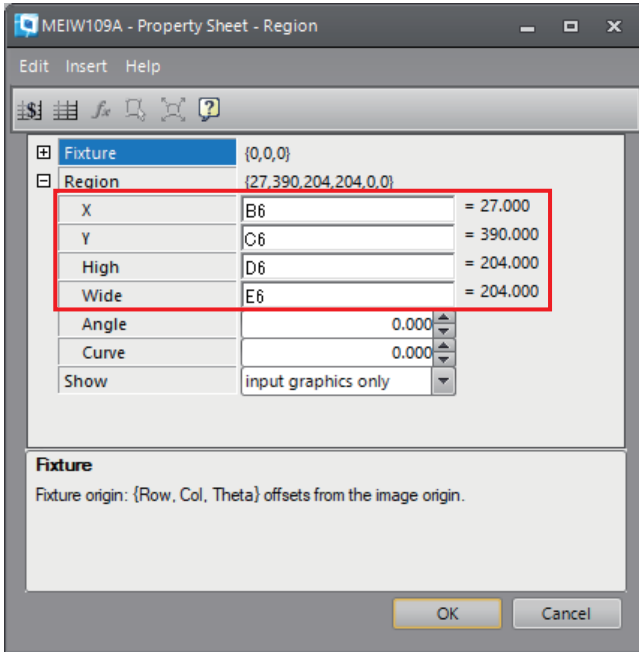 MEIW109A - Property Sheet - Region
Edit Insert Help
Fixture {0,0,0}
Region {27,390,204,204,0,0}
X B6 = 27.000
Y C6 = 390.000
High D6 = 204.000
Wide E6 = 204.000
Angle 0.000
Curve 0.000
Show input graphics only
Fixture
Fixture origin: {Row, Col, Theta} offsets from the image origin.
OK Cancel